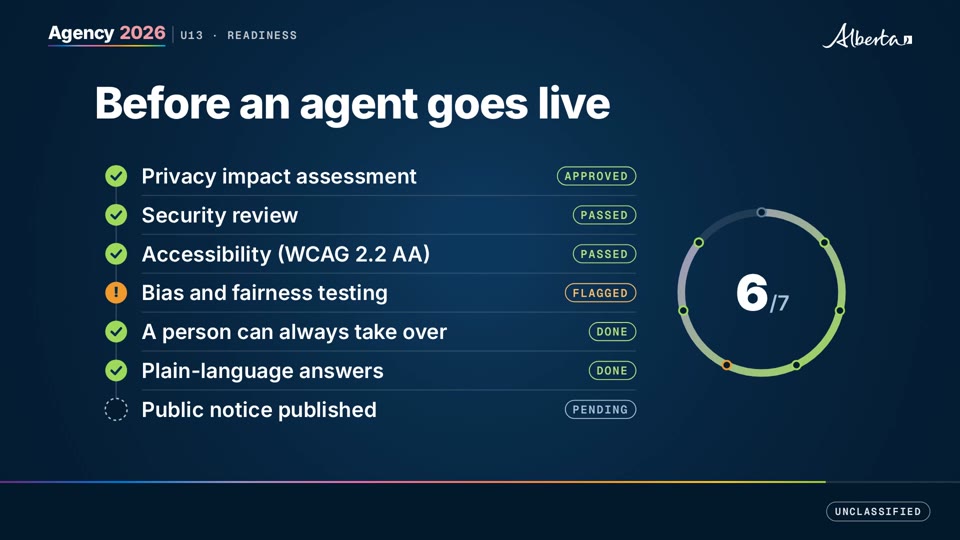 Agency 2026 | U13 · READINESS
Alberta
Before an agent goes live
Privacy impact assessment APPROVED
Security review PASSED
Accessibility (WCAG 2.2 AA) PASSED
! Bias and fairness testing FLAGGED
A person can always take over DONE
Plain-language answers DONE
Public notice published PENDING
6/7
UNCLASSIFIED